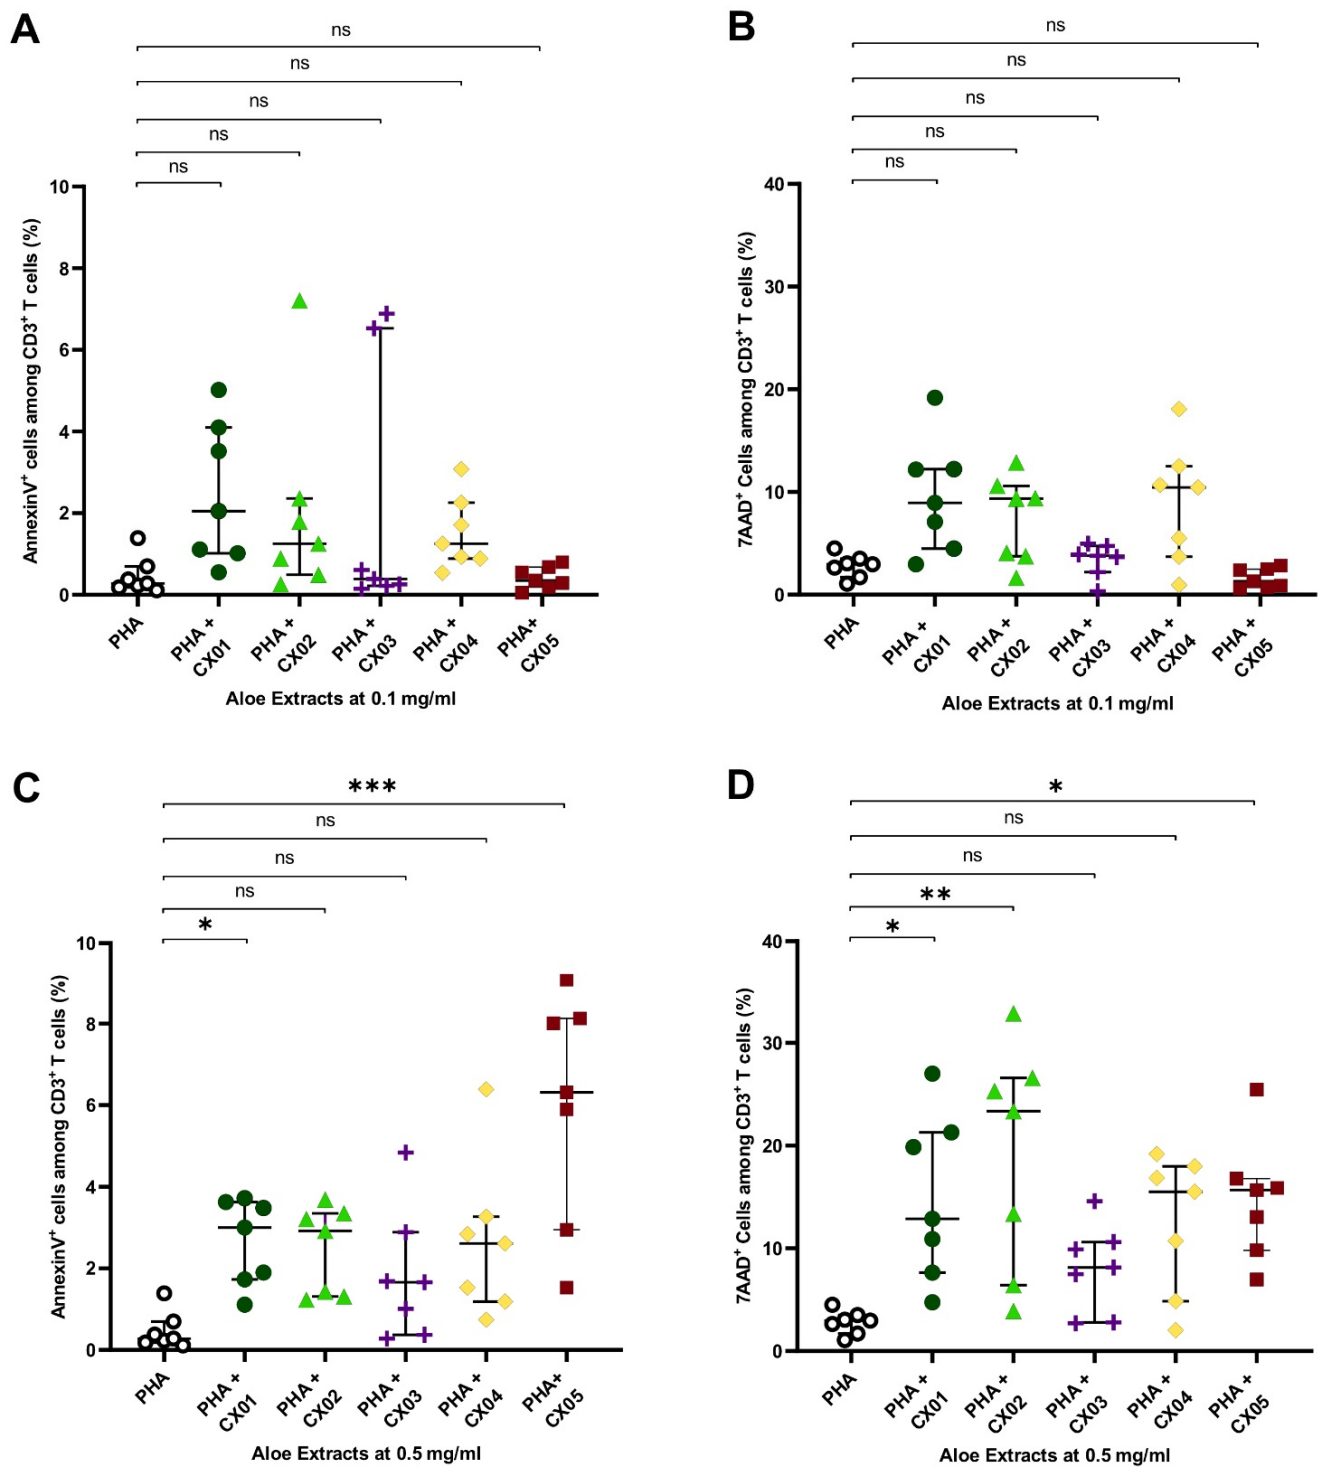 A
ns
ns
ns
ns
ns
AnnexinV⁺ cells among CD3⁺ T cells (%)
10
8
6
4
2
0
PHA
PHA +
CX01
PHA +
CX02
PHA +
CX03
PHA +
CX04
PHA+
CX05
Aloe Extracts at 0.1 mg/ml
B
ns
ns
ns
ns
ns
7AAD⁺ Cells among CD3⁺ T cells (%)
40
30
20
10
0
PHA
PHA +
CX01
PHA +
CX02
PHA +
CX03
PHA +
CX04
PHA+
CX05
Aloe Extracts at 0.1 mg/ml
C
***
ns
ns
ns
*
AnnexinV⁺ cells among CD3⁺ T cells (%)
10
8
6
4
2
0
PHA
PHA +
CX01
PHA +
CX02
PHA +
CX03
PHA +
CX04
PHA+
CX05
Aloe Extracts at 0.5 mg/ml
D
*
ns
ns
**
*
7AAD⁺ Cells among CD3⁺ T cells (%)
40
30
20
10
0
PHA
PHA +
CX01
PHA +
CX02
PHA +
CX03
PHA +
CX04
PHA +
CX05
Aloe Extracts at 0.5 mg/ml